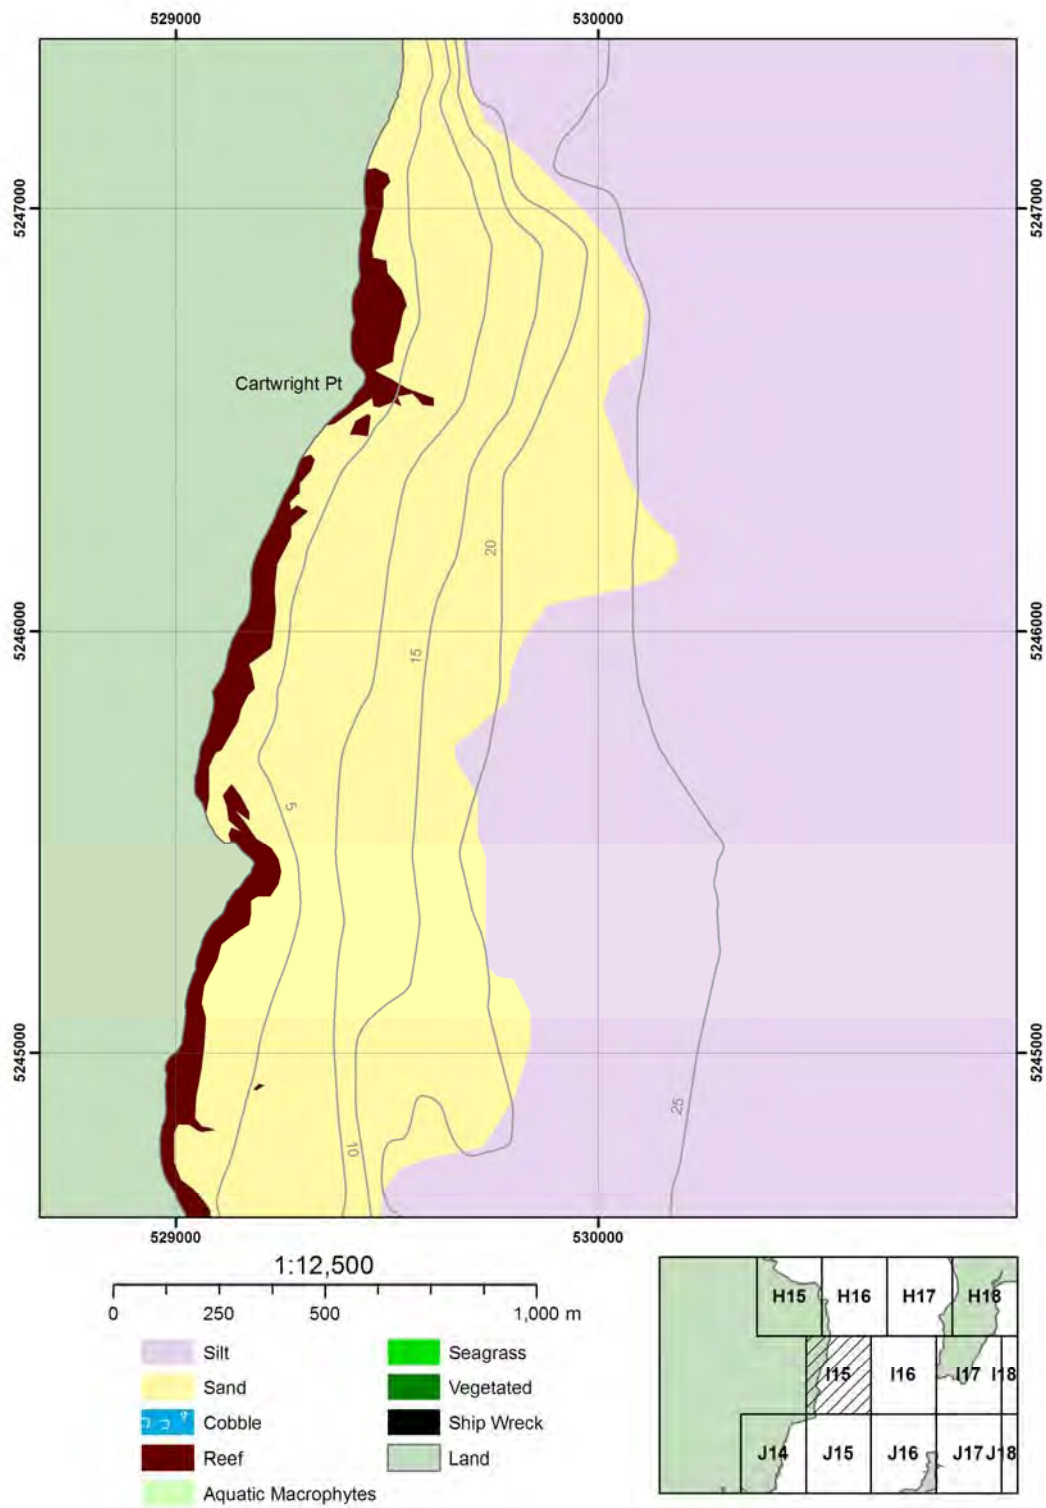 529000 530000
5247000 5247000
Cartwright Pt
20
5246000 5246000
15
5
5245000 5245000
25
10
529000 530000
1:12,500
0 250 500 1,000 m
Silt
Sand
Cobble
Reef
Aquatic Macrophytes
Seagrass
Vegetated
Ship Wreck
Land
H15 H16 H17 H18
I15 I16 I17 I18
J14 J15 J16 J17 J18